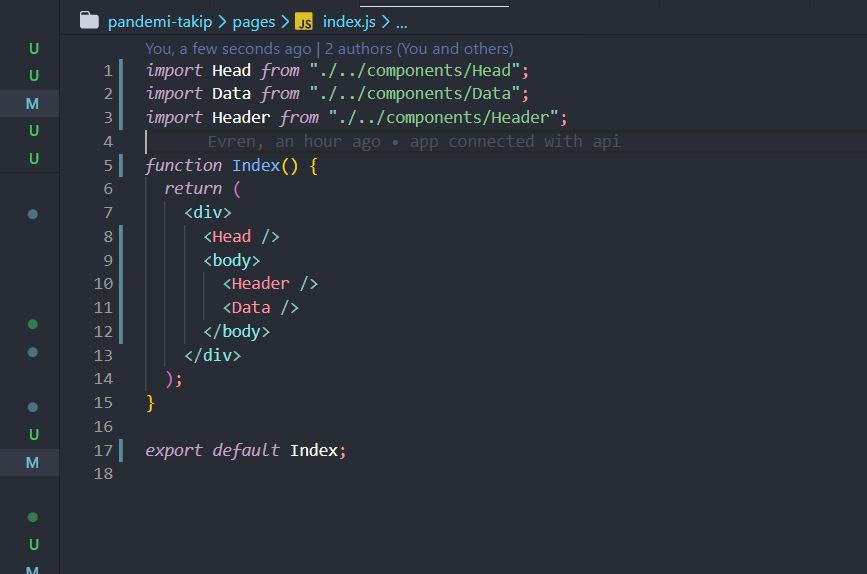 pandemi-takip > pages > JS index.js > ...
You, a few seconds ago | 2 authors (You and others)
U
1 import Head from "./../components/Head";
U
2 import Data from "./../components/Data";
M
3 import Header from "./../components/Header";
U
4 Evren, an hour ago • app connected with api
U
5 function Index() {
6 return (
7 <div>
8 <Head />
9 <body>
10 <Header />
11 <Data />
12 </body>
13 </div>
14 );
15 }
U
16
17 export default Index;
M
18
U
M